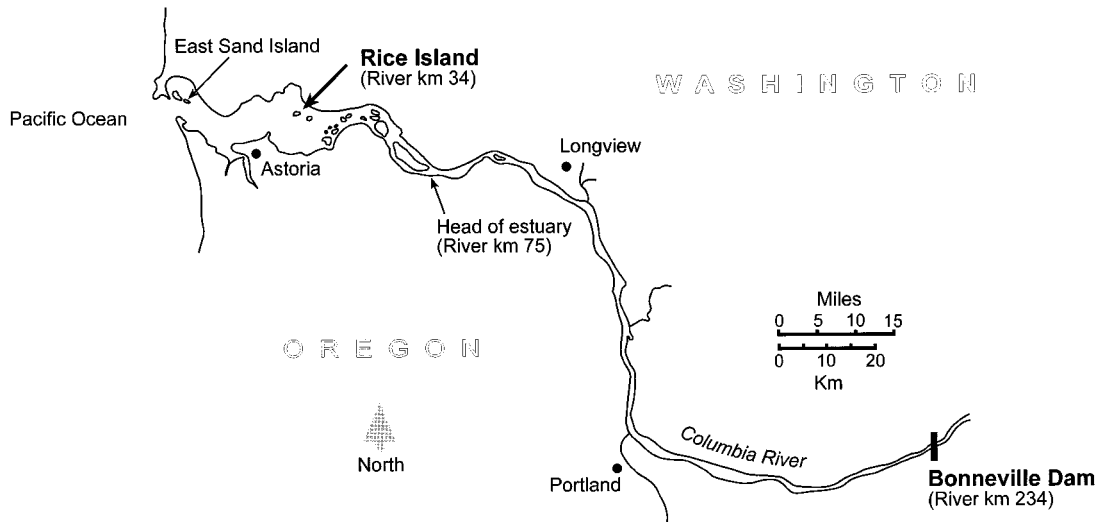 East Sand Island
Rice Island
(River km 34)
WASHINGTON
Pacific Ocean
Astoria
Longview
Head of estuary
(River km 75)
Miles
0 5 10 15
0 10 20
Km
OREGON
North
Columbia River
Portland
Bonneville Dam
(River km 234)